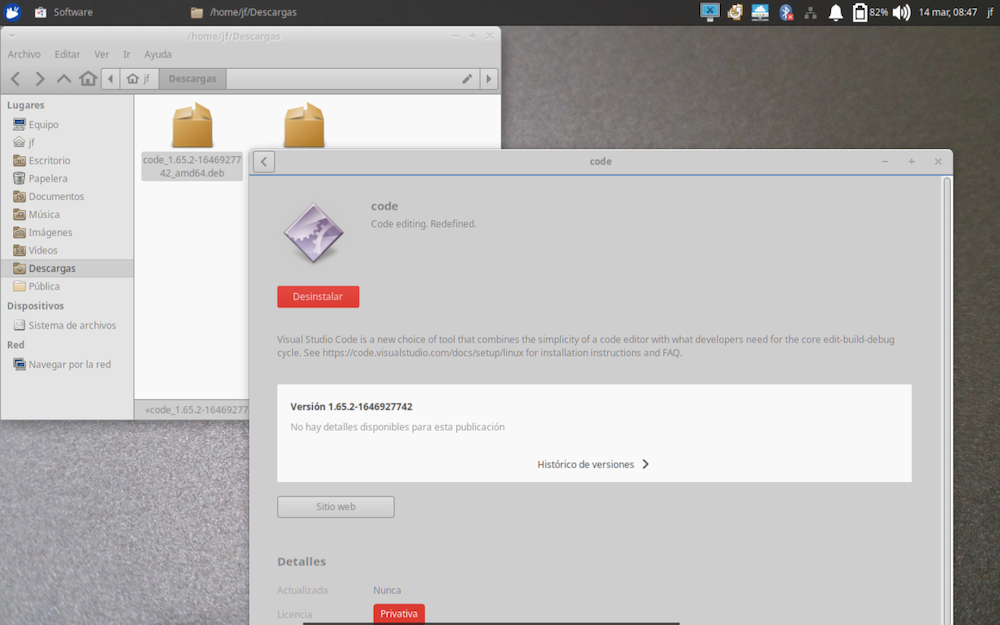 Software
/home/jf/Descargas
82%
14 mar, 08:47
jf
/home/jf/Descargas
Archivo Editar Ver Ir Ayuda
jf Descargas
Lugares
Equipo
jf
Escritorio
Papelera
Documentos
Música
Imágenes
Vídeos
Descargas
Pública
Dispositivos
Sistema de archivos
Red
Navegar por la red
code_1.65.2-16469277
42_amd64.deb
«code_1.65.2-16469277
code
code
Code editing. Redefined.
Desinstalar
Visual Studio Code is a new choice of tool that combines the simplicity of a code editor with what developers need for the core edit-build-debug
cycle. See https://code.visualstudio.com/docs/setup/linux for installation instructions and FAQ.
Versión 1.65.2-1646927742
No hay detalles disponibles para esta publicación
Histórico de versiones
Sitio web
Detalles
Actualizada Nunca
Licencia Privativa